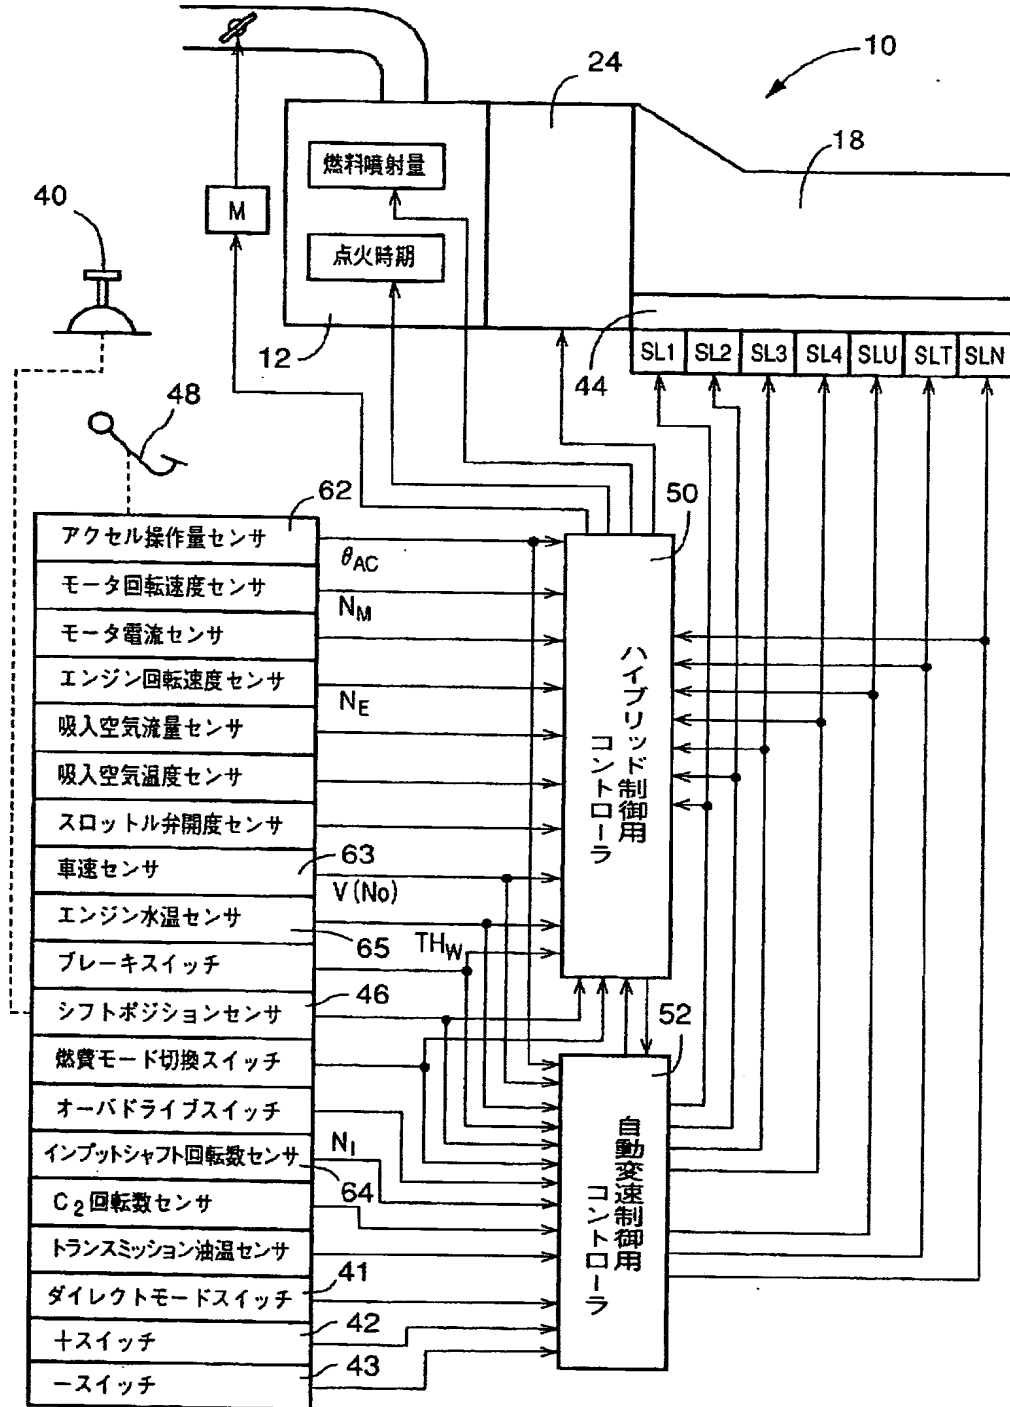 10
24
18
燃料噴射量
40
M
点火時期
12
44
SL1 SL2 SL3 SL4 SLU SLT SLN
48
62
50
アクセル操作量センサ
θAC
モータ回転速度センサ
NM
モータ電流センサ
エンジン回転速度センサ
NE
吸入空気流量センサ
吸入空気温度センサ
スロットル弁開度センサ
車速センサ
63
V(No)
エンジン水温センサ
65
THW
ブレーキスイッチ
シフトポジションセンサ
46
燃費モード切換スイッチ
オーバドライブスイッチ
インプットシャフト回転数センサ
NI
64
C2回転数センサ
トランスミッション油温センサ
ダイレクトモードスイッチ
41
+スイッチ
42
−スイッチ
43
ハイブリッド制御用
コントローラ
52
自動変速制御用
コントローラ